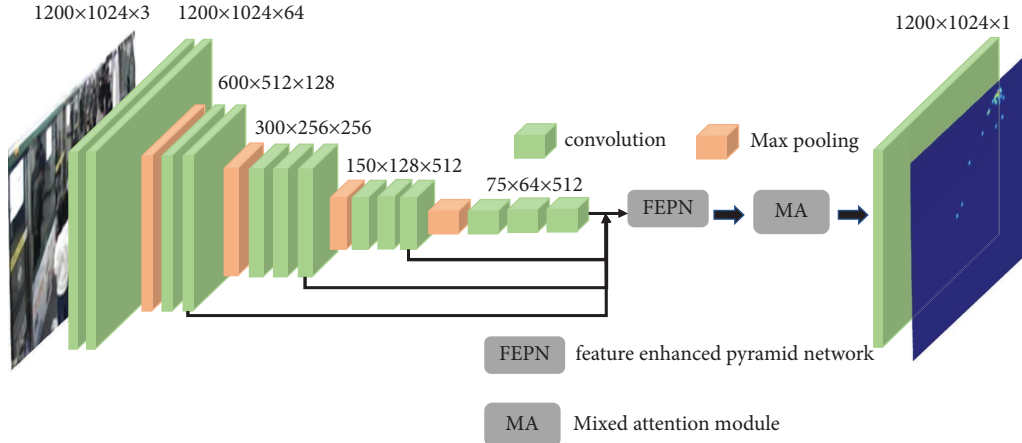 1200×1024×3
1200×1024×64
1200×1024×1
600×512×128
300×256×256
convolution
Max pooling
150×128×512
75×64×512
FEPN
MA
FEPN
feature enhanced pyramid network
MA
Mixed attention module